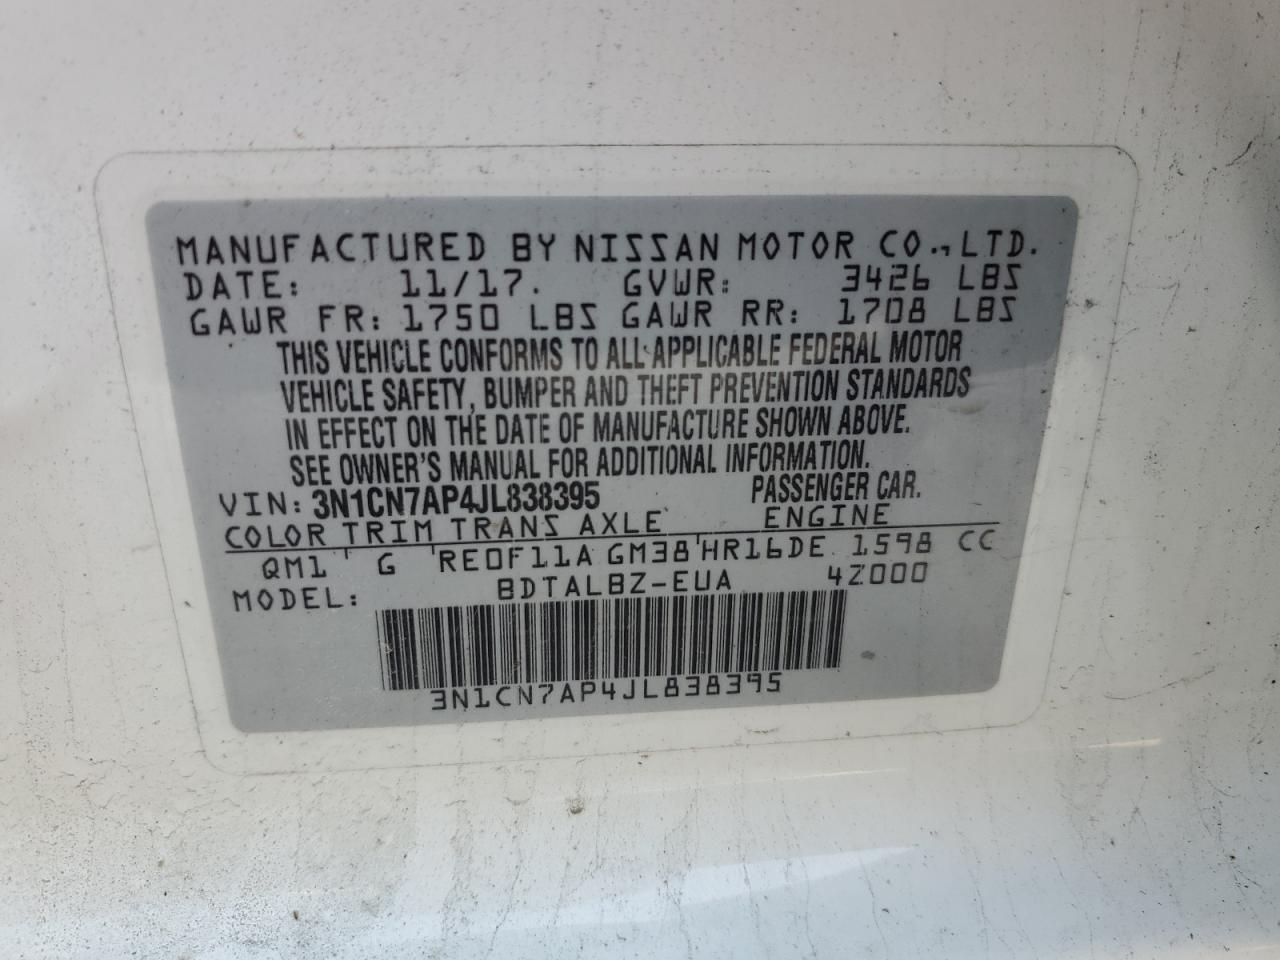 MANUFACTURED BY NISSAN MOTOR CO., LTD.
DATE: 11/17. GVWR: 3426 LBS
GAWR FR: 1750 LBS GAWR RR: 1708 LBS
THIS VEHICLE CONFORMS TO ALL APPLICABLE FEDERAL MOTOR
VEHICLE SAFETY, BUMPER AND THEFT PREVENTION STANDARDS
IN EFFECT ON THE DATE OF MANUFACTURE SHOWN ABOVE.
SEE OWNER'S MANUAL FOR ADDITIONAL INFORMATION.
VIN: 3N1CN7AP4JL838395 PASSENGER CAR.
COLOR TRIM TRANS AXLE ENGINE
QM1 G RE0F11A GM38 HR16DE 1598 CC
MODEL: BDTALBZ-EUA 4Z000
3N1CN7AP4JL838395